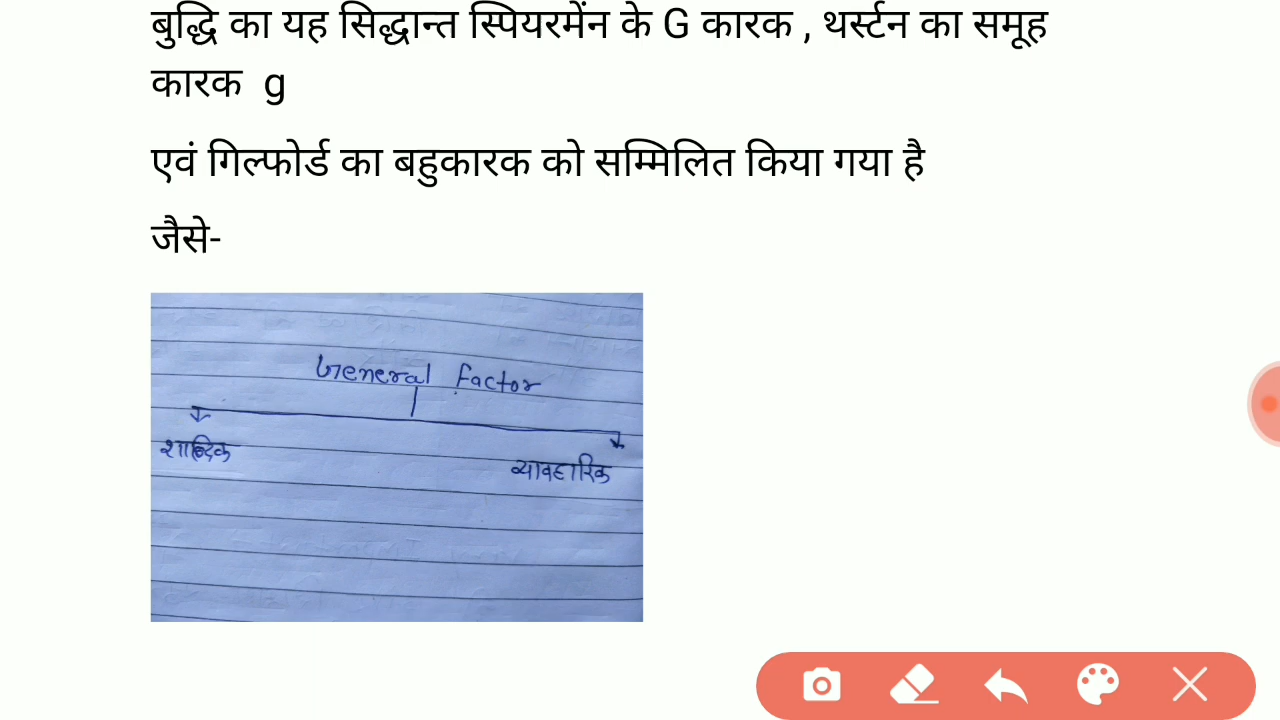 बुद्धि का यह सिद्धान्त स्पियरमेंन के G कारक , थर्स्टन का समूह
कारक g
एवं गिल्फोर्ड का बहुकारक को सम्मिलित किया गया है
जैसे-
General factor
शाब्दिक
व्यावहारिक